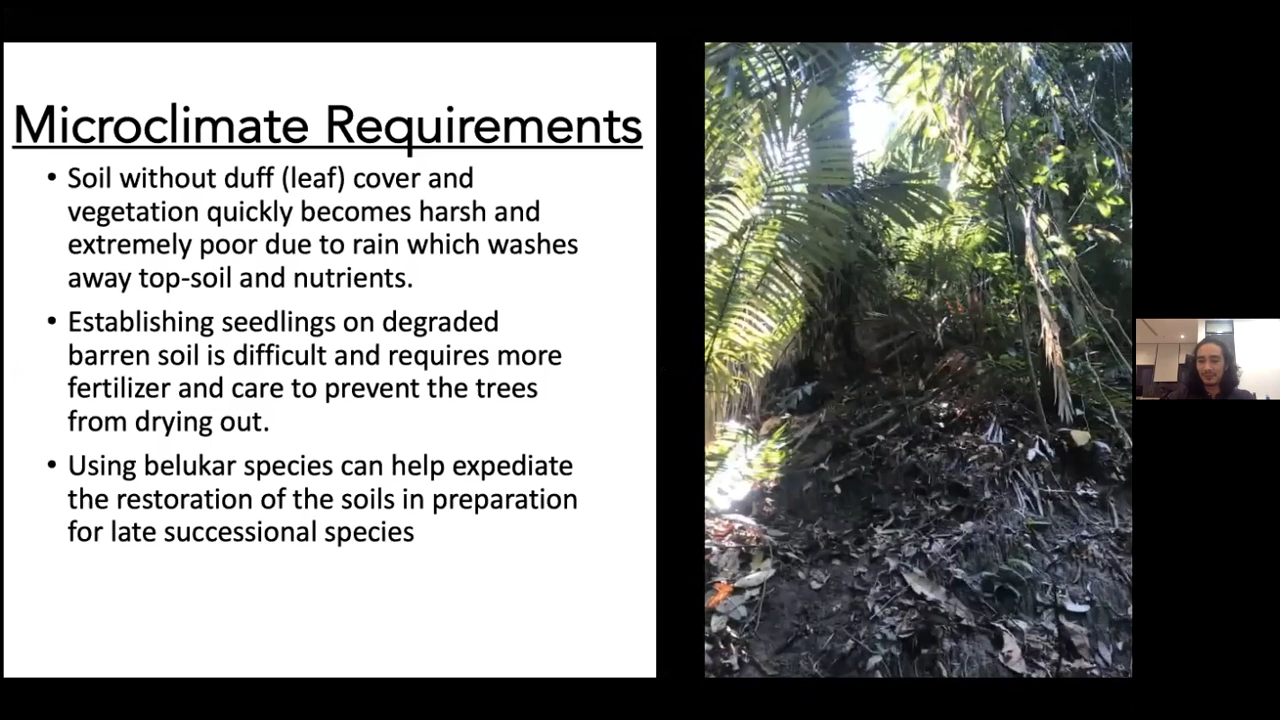 Microclimate Requirements
• Soil without duff (leaf) cover and
vegetation quickly becomes harsh and
extremely poor due to rain which washes
away top-soil and nutrients.
• Establishing seedlings on degraded
barren soil is difficult and requires more
fertilizer and care to prevent the trees
from drying out.
• Using belukar species can help expediate
the restoration of the soils in preparation
for late successional species